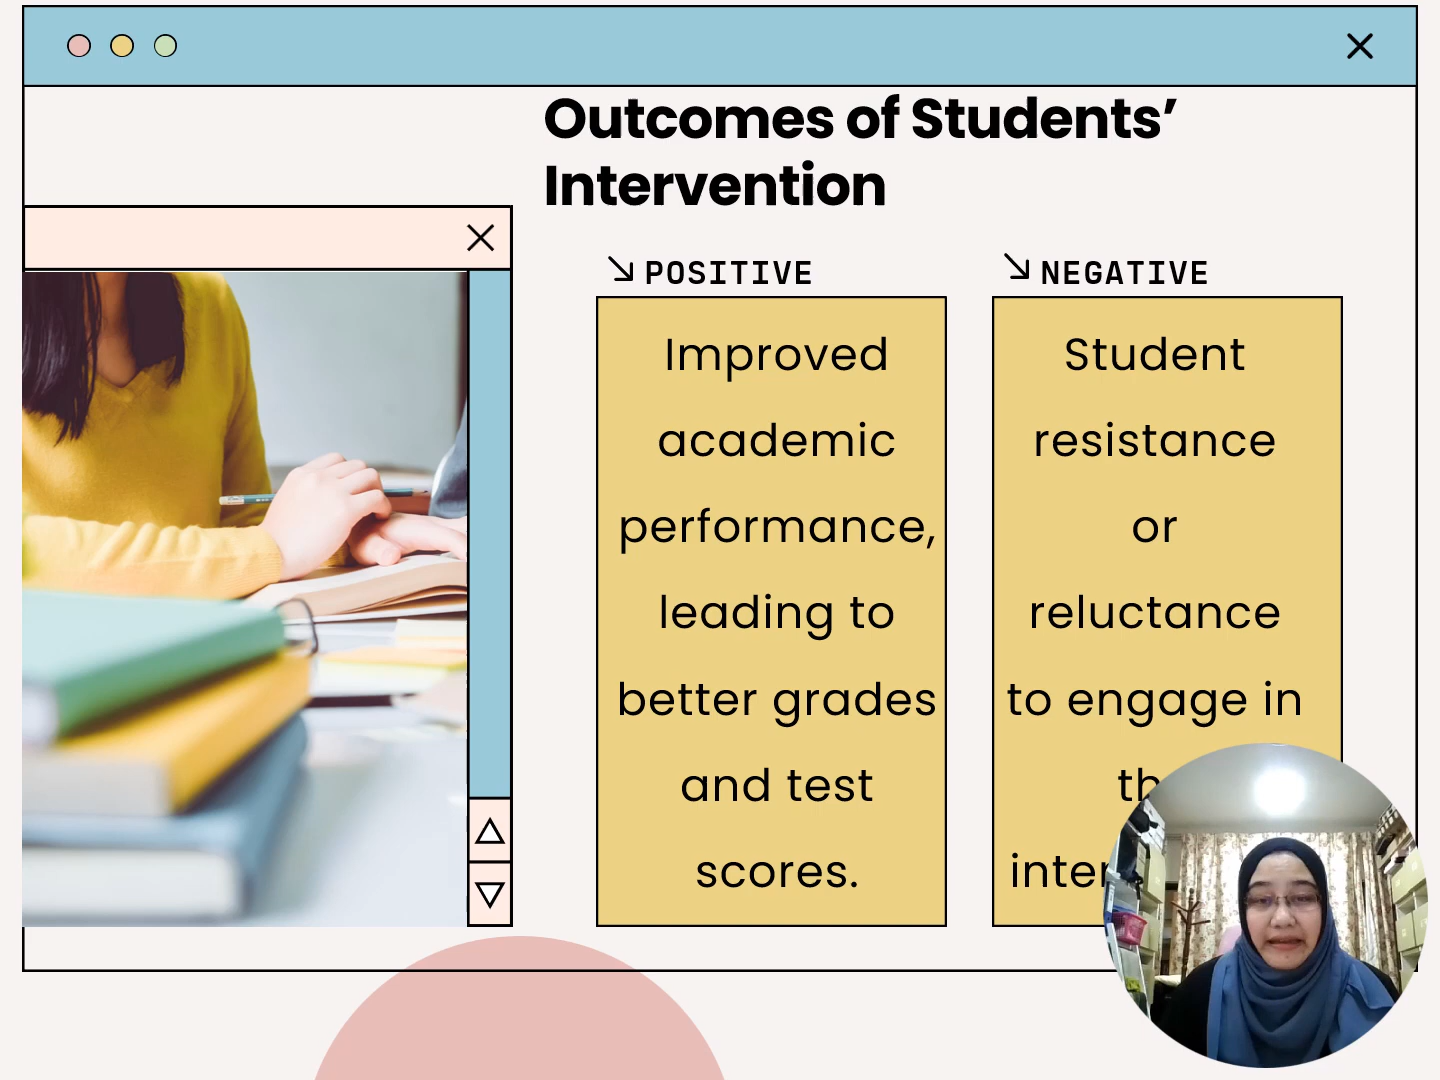 Outcomes of Students’
Intervention
POSITIVE
Improved
academic
performance,
leading to
better grades
and test
scores.
NEGATIVE
Student
resistance
or
reluctance
to engage in